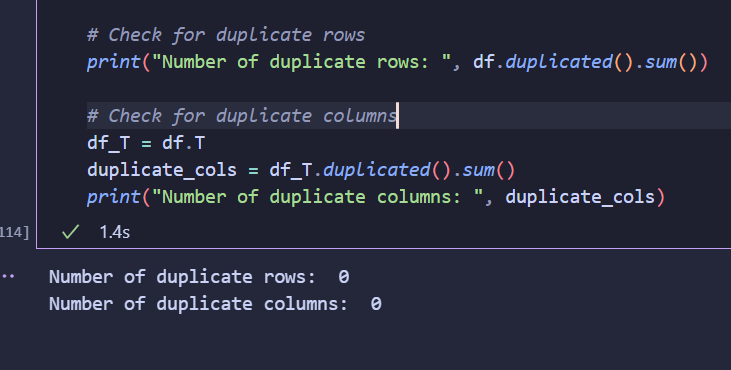 # Check for duplicate rows
print("Number of duplicate rows: ", df.duplicated().sum())
# Check for duplicate columns
df_T = df.T
duplicate_cols = df_T.duplicated().sum()
print("Number of duplicate columns: ", duplicate_cols)
114] ✓ 1.4s
Number of duplicate rows:  0
Number of duplicate columns:  0